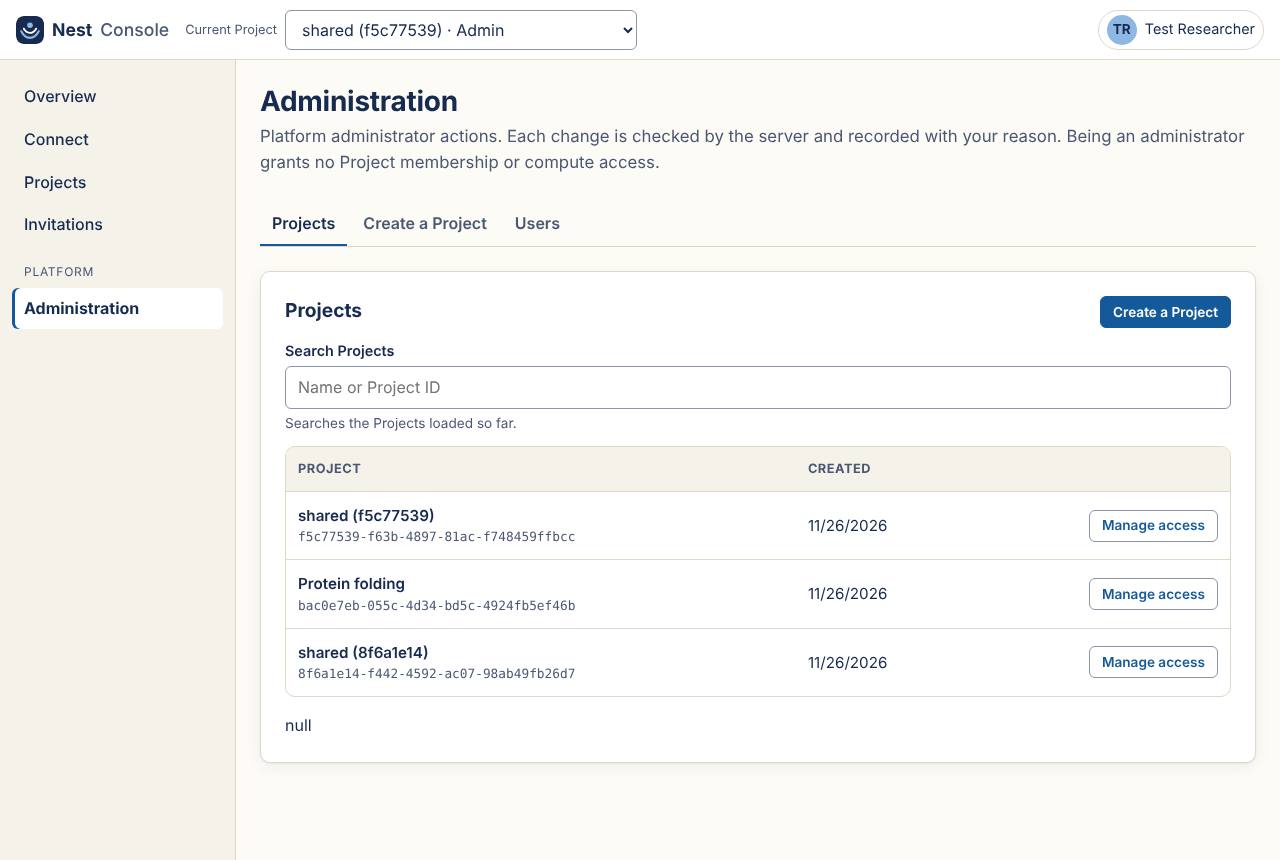 Nest Console
Current Project
shared (f5c77539) · Admin
TR
Test Researcher
Overview
Connect
Projects
Invitations
PLATFORM
Administration
Administration
Platform administrator actions. Each change is checked by the server and recorded with your reason. Being an administrator
grants no Project membership or compute access.
Projects
Create a Project
Users
Projects
Create a Project
Search Projects
Name or Project ID
Searches the Projects loaded so far.
PROJECT
CREATED
shared (f5c77539)
f5c77539-f63b-4897-81ac-f748459ffbcc
11/26/2026
Manage access
Protein folding
bac0e7eb-055c-4d34-bd5c-4924fb5ef46b
11/26/2026
Manage access
shared (8f6a1e14)
8f6a1e14-f442-4592-ac07-98ab49fb26d7
11/26/2026
Manage access
null